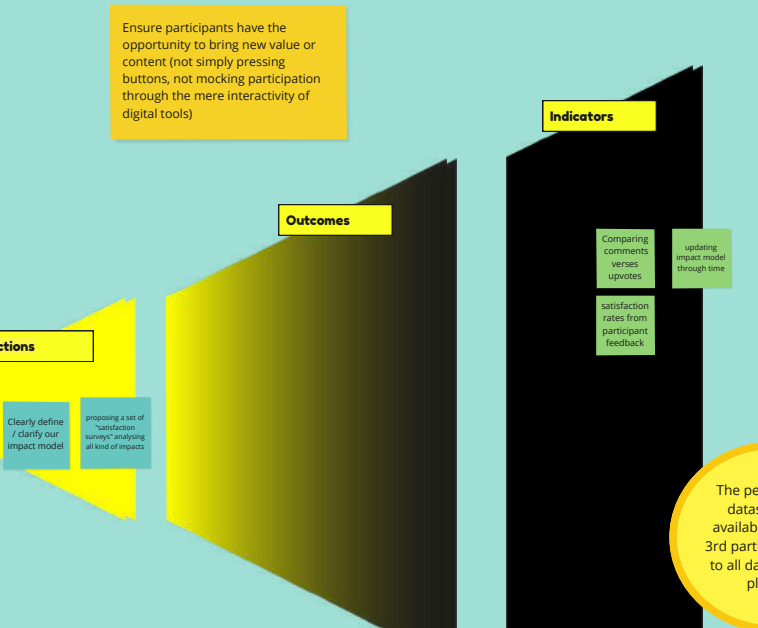 Ensure participants have the
opportunity to bring new value or
content (not simply pressing
buttons, not mocking participation
through the mere interactivity of
digital tools)
Indicators
Outcomes
ctions
Comparing
comments
verses
upvotes
updating
impact model
through time
satisfaction
rates from
participant
feedback
Clearly define
/ clarify our
impact model
proposing a set of
"satisfaction
surveys" analysing
all kind of impacts
The pe
datas
availab
3rd part
to all da
pl